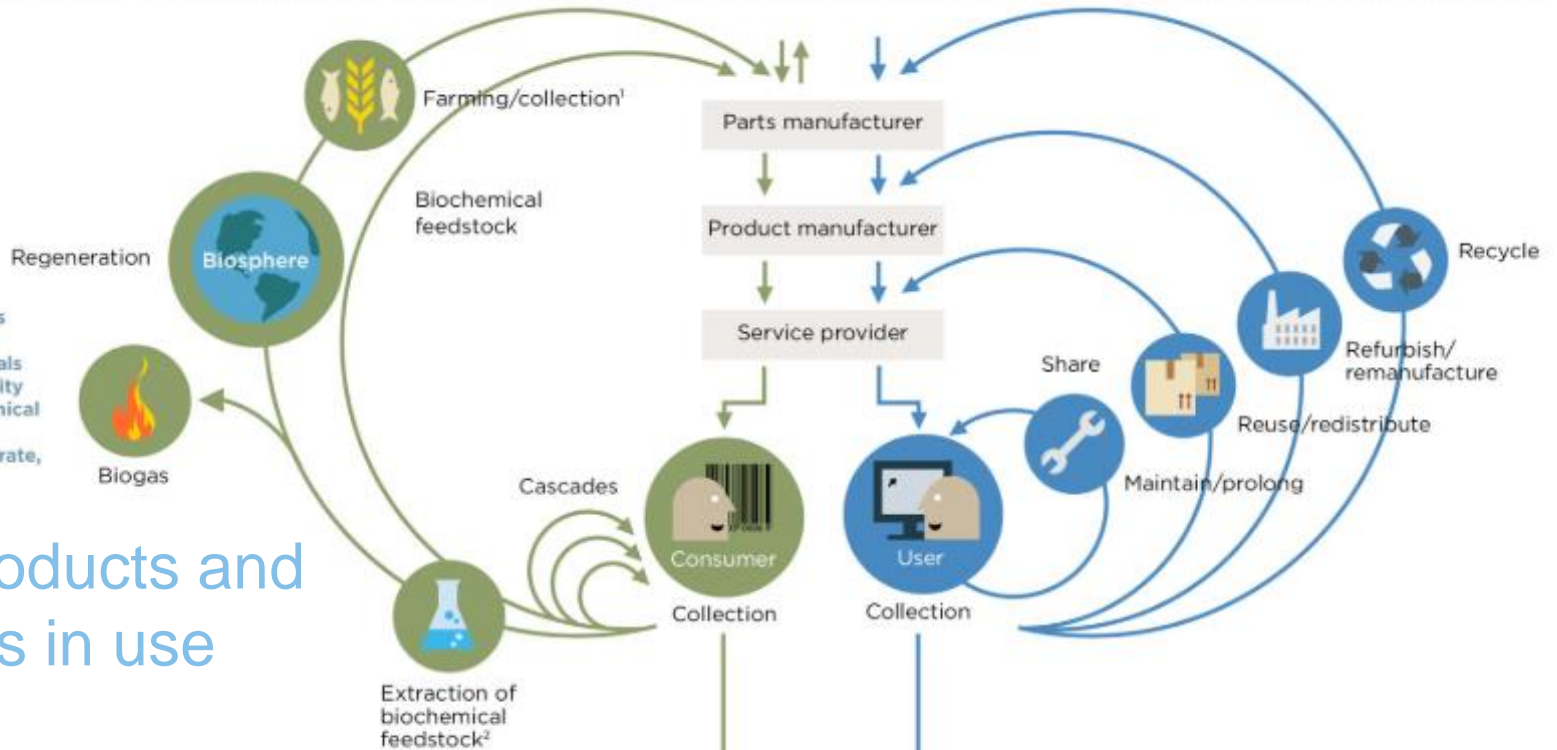 Farming/collection¹
Parts manufacturer
Biochemical
feedstock
Product manufacturer
Regeneration
Biosphere
Recycle
Service provider
Share
Refurbish/
remanufacture
Reuse/redistribute
Biogas
Cascades
Maintain/prolong
Consumer
User
Collection
Collection
products and
in use
Extraction of
biochemical
feedstock²